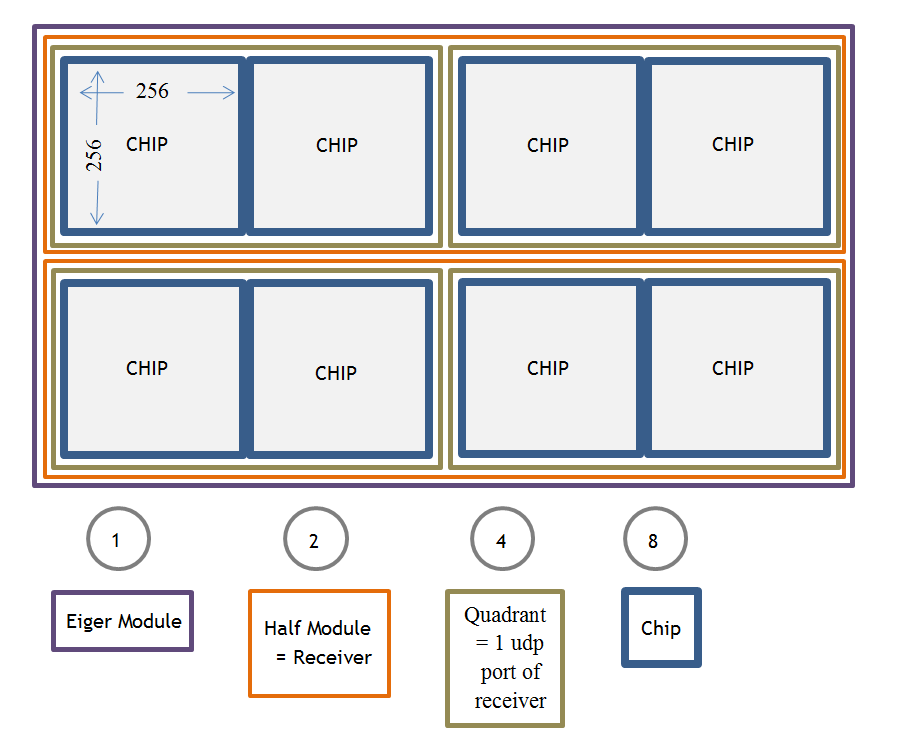 256
256
CHIP
CHIP
CHIP
CHIP
CHIP
CHIP
CHIP
CHIP
1
2
4
8
Eiger Module
Half Module
= Receiver
Quadrant
= 1 udp
port of
receiver
Chip